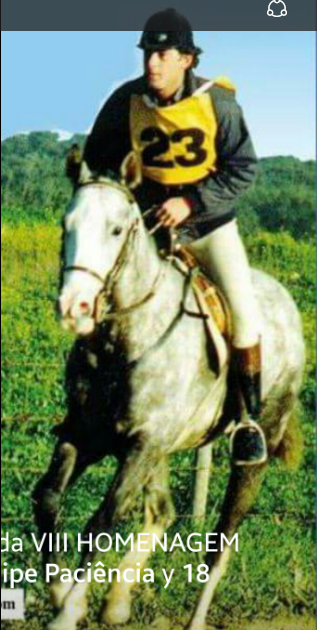 23
da VIII HOMENAGEM
ipe Paciência y 18
om